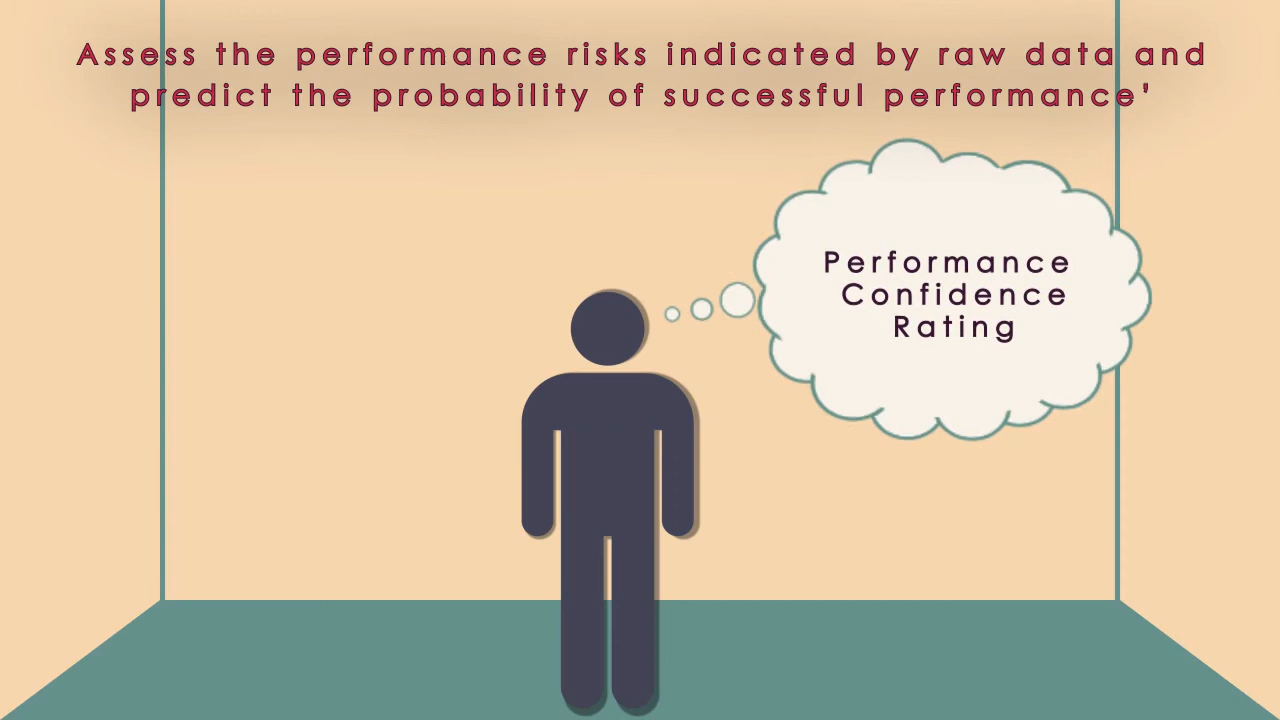 Assess the performance risks indicated by raw data and
predict the probability of successful performance'
Performance
Confidence
Rating